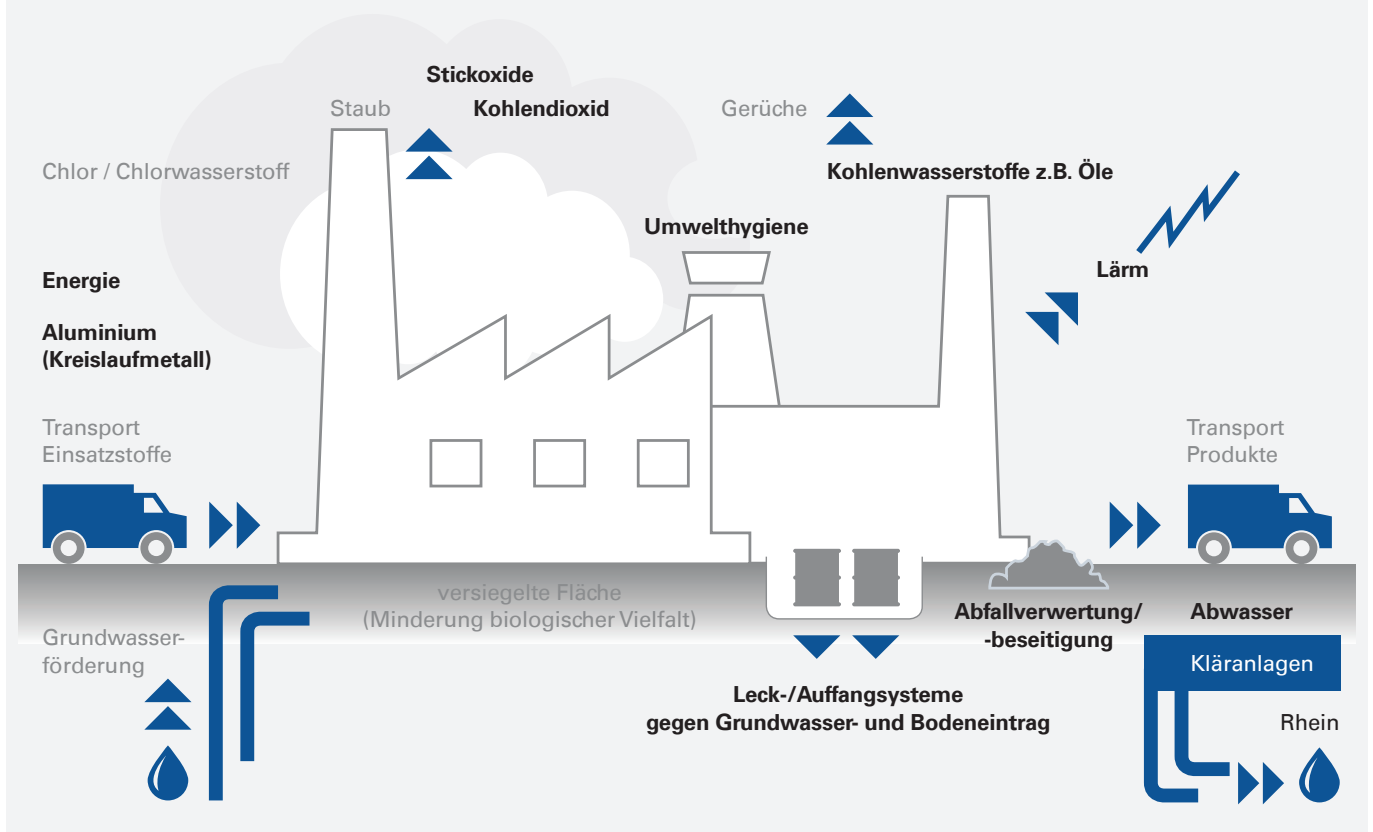 Stickoxide
Staub
Kohlendioxid
Gerüche
Chlor / Chlorwasserstoff
Kohlenwasserstoffe z.B. Öle
Umwelthygiene
Lärm
Energie
Aluminium
(Kreislaufmetall)
Transport
Einsatzstoffe
Transport
Produkte
versiegelte Fläche
(Minderung biologischer Vielfalt)
Grundwasser-
förderung
Leck-/Auffangsysteme
gegen Grundwasser- und Bodeneintrag
Abfallverwertung/
-beseitigung
Abwasser
Kläranlagen
Rhein